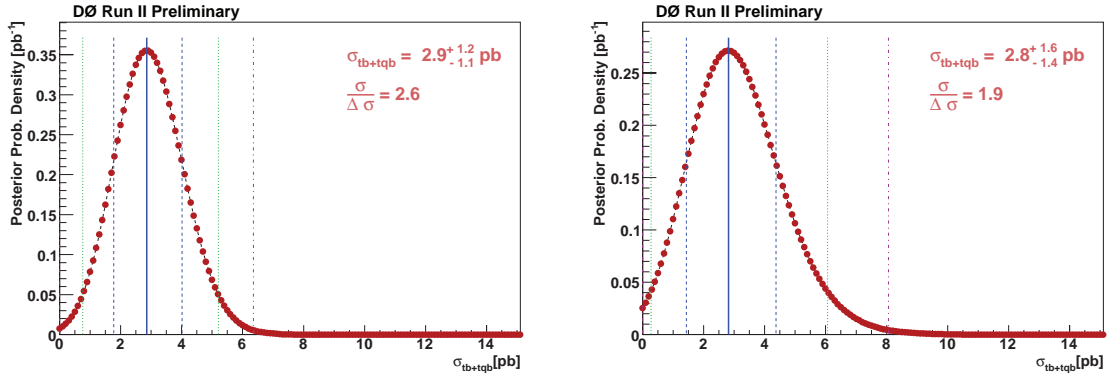 DØ Run II Preliminary
Posterior Prob. Density [pb⁻¹]
0.35
0.3
0.25
0.2
0.15
0.1
0.05
0
σtb+tqb = 2.9 + 1.2 - 1.1 pb
σ
Δ σ = 2.6
0 2 4 6 8 10 12 14
σtb+tqb[pb]
DØ Run II Preliminary
Posterior Prob. Density [pb⁻¹]
0.25
0.2
0.15
0.1
0.05
0
σtb+tqb = 2.8 + 1.6 - 1.4 pb
σ
Δ σ = 1.9
0 2 4 6 8 10 12 14
σtb+tqb[pb]